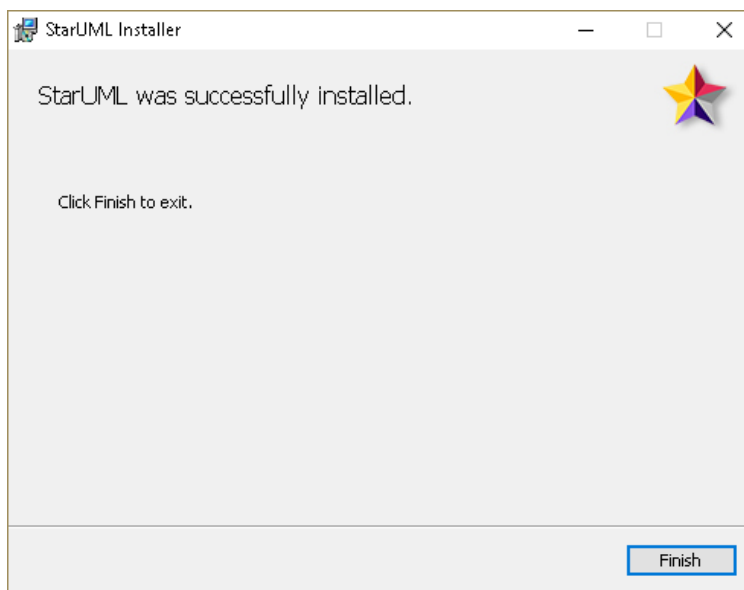 StarUML Installer
StarUML was successfully installed.
Click Finish to exit.
Finish